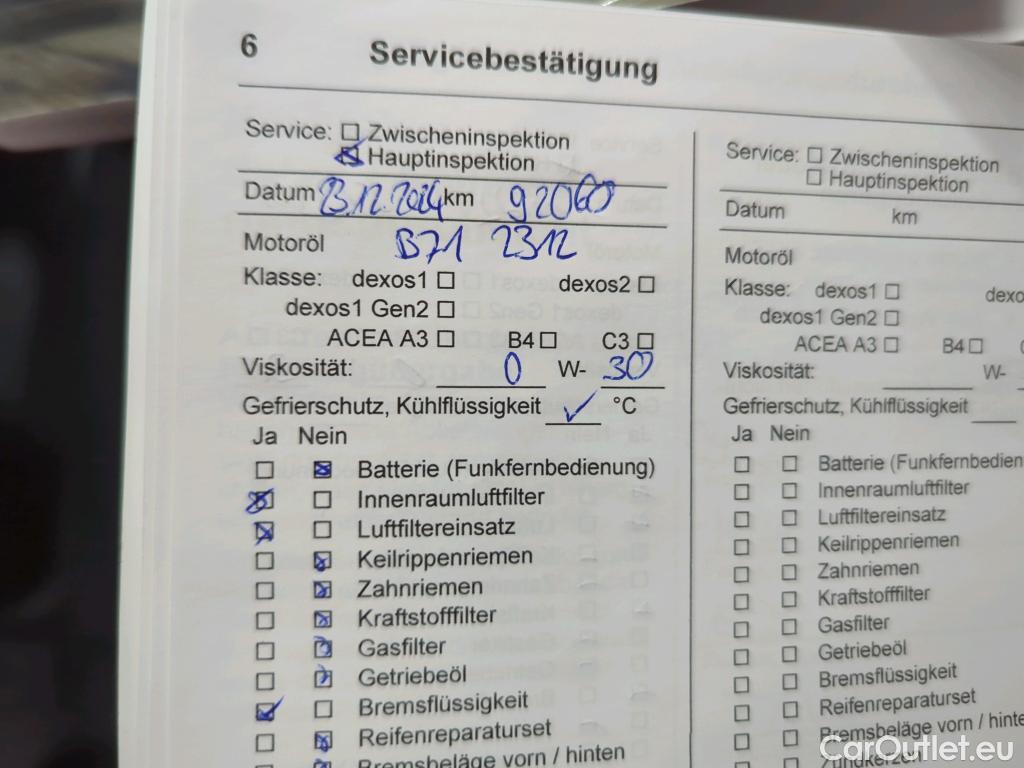 6 Servicebestätigung
Service: ☐ Zwischeninspektion
☒ Hauptinspektion
Datum 23.12.2024 km 92060
Motoröl B71 2312
Klasse: dexos1 ☐ dexos2 ☐
dexos1 Gen2 ☐
ACEA A3 ☐ B4 ☐ C3 ☐
Viskosität: 0 W- 30
Gefrierschutz, Kühlflüssigkeit ✓ °C
Ja Nein
☐ ☒ Batterie (Funkfernbedienung)
☒ ☐ Innenraumluftfilter
☒ ☐ Luftfiltereinsatz
☐ ☒ Keilrippenriemen
☐ ☒ Zahnriemen
☐ ☒ Kraftstofffilter
☐ ☒ Gasfilter
☐ ☒ Getriebeöl
☑ ☐ Bremsflüssigkeit
☐ ☒ Reifenreparaturset
Bremsbeläge vorn / hinten
Service: ☐ Zwischeninspektion
☐ Hauptinspektion
Datum km
Motoröl
Klasse: dexos1 ☐ dexo
dexos1 Gen2 ☐
ACEA A3 ☐ B4 ☐
Viskosität: W-
Gefrierschutz, Kühlflüssigkeit
Ja Nein
☐ ☐ Batterie (Funkfernbedien
☐ ☐ Innenraumluftfilter
☐ ☐ Luftfiltereinsatz
☐ ☐ Keilrippenriemen
☐ ☐ Zahnriemen
☐ ☐ Kraftstofffilter
☐ ☐ Gasfilter
☐ ☐ Getriebeöl
☐ ☐ Bremsflüssigkeit
☐ ☐ Reifenreparaturset
☐ ☐ Bremsbeläge vorn / hinte
Zündkerzen
CarOutlet.eu